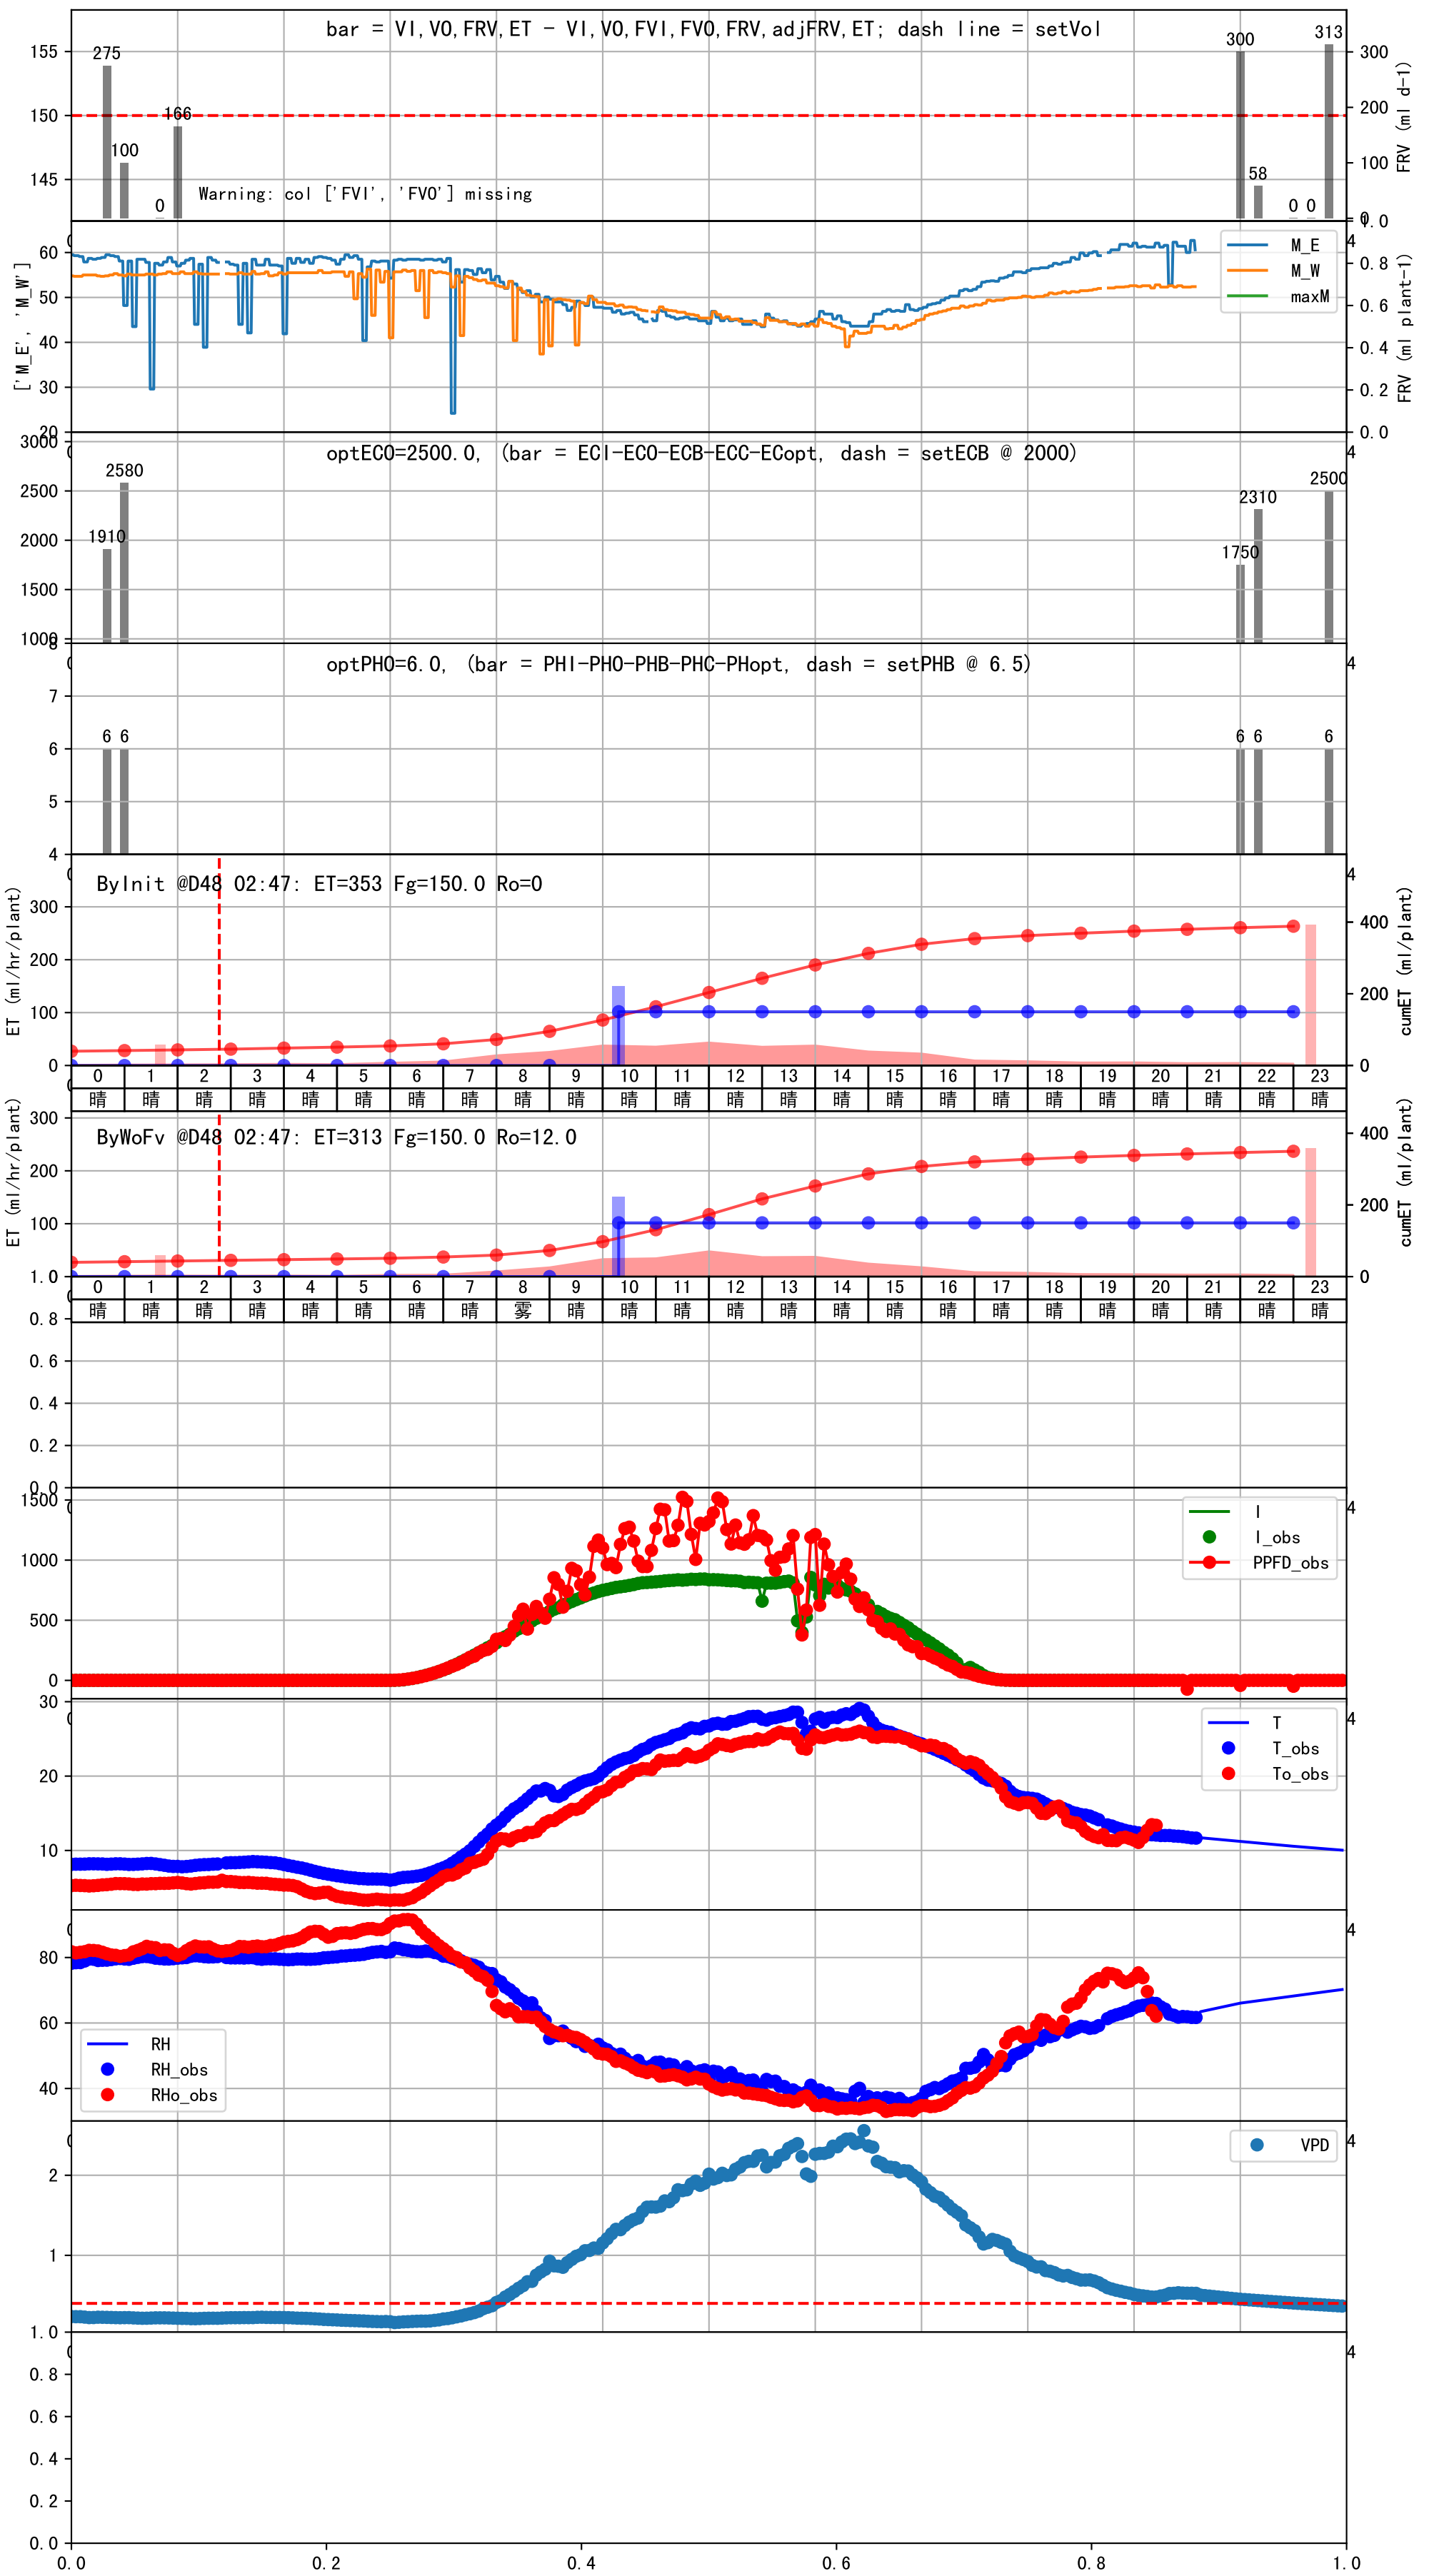 bar = VI,VO,FRV,ET - VI,VO,FVI,FVO,FRV,adjFRV,ET; dash line = setVol
155
150
145
275
100
0
166
Warning: col ['FVI', 'FVO'] missing
300
58
0 0
313
300
200
100
FRV (ml d-1)
['M_E', 'M_W']
60
50
40
30
20
M_E
M_W
maxM
4
1.0
0.8
0.6
0.4
0.2
0.0
FRV (ml plant-1)
optECO=2500.0, (bar = ECI-ECO-ECB-ECC-ECopt, dash = setECB @ 2000)
3000
2500
2000
1500
1000
1910
2580
1750
2310
2500
4
optPHO=6.0, (bar = PHI-PHO-PHB-PHC-PHopt, dash = setPHB @ 6.5)
8
7
6
5
4
6 6
6 6
6
4
ByInit @D48 02:47: ET=353 Fg=150.0 Ro=0
ET (ml/hr/plant)
300
200
100
0
400
200
0
cumET (ml/plant)
4
0 1 2 3 4 5 6 7 8 9 10 11 12 13 14 15 16 17 18 19 20 21 22 23
晴 晴 晴 晴 晴 晴 晴 晴 晴 晴 晴 晴 晴 晴 晴 晴 晴 晴 晴 晴 晴 晴 晴 晴
ByWoFv @D48 02:47: ET=313 Fg=150.0 Ro=12.0
ET (ml/hr/plant)
300
200
100
400
200
0
cumET (ml/plant)
0 1 2 3 4 5 6 7 8 9 10 11 12 13 14 15 16 17 18 19 20 21 22 23
晴 晴 晴 晴 晴 晴 晴 晴 雾 晴 晴 晴 晴 晴 晴 晴 晴 晴 晴 晴 晴 晴 晴 晴
1.0
0.8
0.6
0.4
0.2
0.0
1500
1000
500
0
I
I_obs
PPFD_obs
4
30
20
10
T
T_obs
To_obs
4
80
60
40
RH
RH_obs
RHo_obs
4
2
1
VPD
4
1.0
0.8
0.6
0.4
0.2
0.0
4
0.0 0.2 0.4 0.6 0.8 1.0